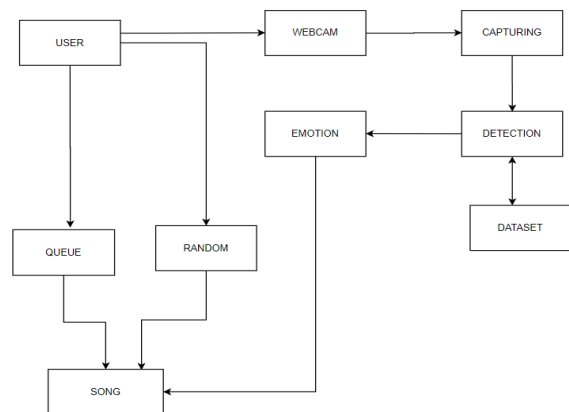 USER
WEBCAM
CAPTURING
EMOTION
DETECTION
DATASET
QUEUE
RANDOM
SONG